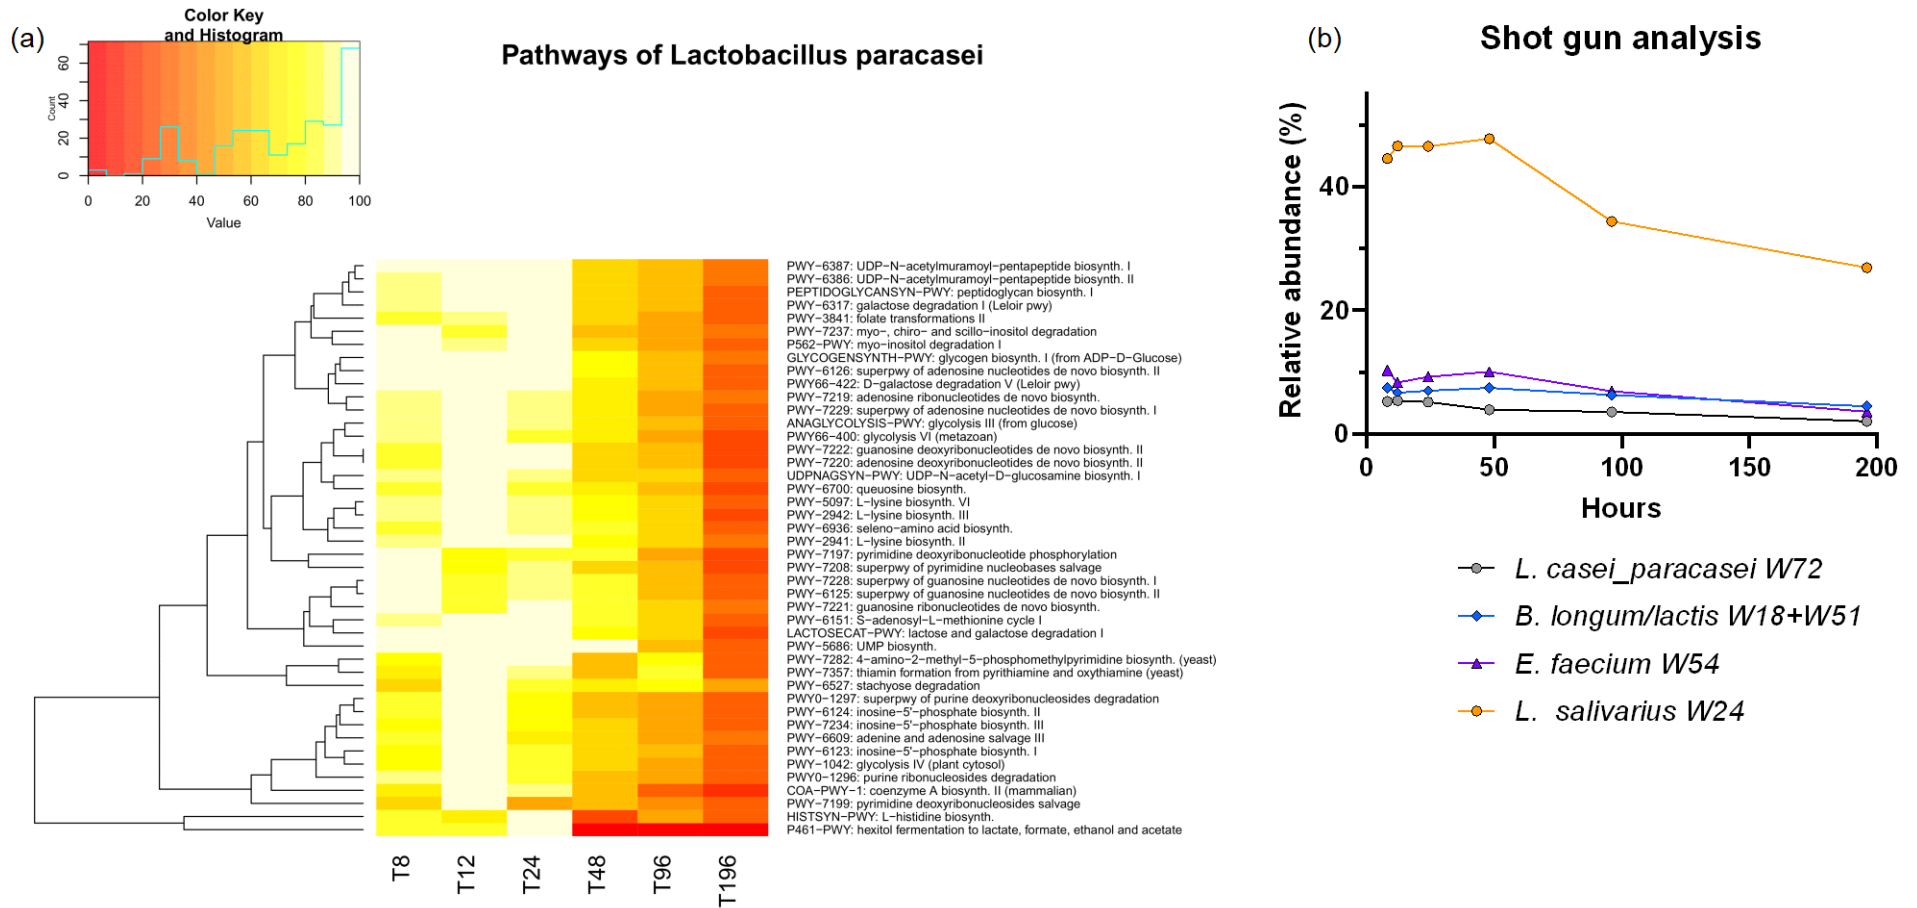 (a)
Color Key
and Histogram
Count
0
20
40
60
0
20
40
60
80
100
Value
Pathways of Lactobacillus paracasei
PWY−6387: UDP−N−acetylmuramoyl−pentapeptide biosynth. I
PWY−6386: UDP−N−acetylmuramoyl−pentapeptide biosynth. II
PEPTIDOGLYCANSYN−PWY: peptidoglycan biosynth. I
PWY−6317: galactose degradation I (Leloir pwy)
PWY−3841: folate transformations II
PWY−7237: myo−, chiro− and scillo−inositol degradation
P562−PWY: myo−inositol degradation I
GLYCOGENSYNTH−PWY: glycogen biosynth. I (from ADP−D−Glucose)
PWY−6126: superpwy of adenosine nucleotides de novo biosynth. II
PWY66−422: D−galactose degradation V (Leloir pwy)
PWY−7219: adenosine ribonucleotides de novo biosynth.
PWY−7229: superpwy of adenosine nucleotides de novo biosynth. I
ANAGLYCOLYSIS−PWY: glycolysis III (from glucose)
PWY66−400: glycolysis VI (metazoan)
PWY−7222: guanosine deoxyribonucleotides de novo biosynth. II
PWY−7220: adenosine deoxyribonucleotides de novo biosynth. II
UDPNAGSYN−PWY: UDP−N−acetyl−D−glucosamine biosynth. I
PWY−6700: queuosine biosynth.
PWY−5097: L−lysine biosynth. VI
PWY−2942: L−lysine biosynth. III
PWY−6936: seleno−amino acid biosynth.
PWY−2941: L−lysine biosynth. II
PWY−7197: pyrimidine deoxyribonucleotide phosphorylation
PWY−7208: superpwy of pyrimidine nucleobases salvage
PWY−7228: superpwy of guanosine nucleotides de novo biosynth. I
PWY−6125: superpwy of guanosine nucleotides de novo biosynth. II
PWY−7221: guanosine ribonucleotides de novo biosynth.
PWY−6151: S−adenosyl−L−methionine cycle I
LACTOSECAT−PWY: lactose and galactose degradation I
PWY−5686: UMP biosynth.
PWY−7282: 4−amino−2−methyl−5−phosphomethylpyrimidine biosynth. (yeast)
PWY−7357: thiamin formation from pyrithiamine and oxythiamine (yeast)
PWY−6527: stachyose degradation
PWY0−1297: superpwy of purine deoxyribonucleosides degradation
PWY−6124: inosine−5'−phosphate biosynth. II
PWY−7234: inosine−5'−phosphate biosynth. III
PWY−6609: adenine and adenosine salvage III
PWY−6123: inosine−5'−phosphate biosynth. I
PWY−1042: glycolysis IV (plant cytosol)
PWY0−1296: purine ribonucleosides degradation
COA−PWY−1: coenzyme A biosynth. II (mammalian)
PWY−7199: pyrimidine deoxyribonucleosides salvage
HISTSYN−PWY: L−histidine biosynth.
P461−PWY: hexitol fermentation to lactate, formate, ethanol and acetate
T8
T12
T24
T48
T96
T196
(b)
Shot gun analysis
Relative abundance (%)
40
20
0
0
50
100
150
200
Hours
L. casei_paracasei W72
B. longum/lactis W18+W51
E. faecium W54
L. salivarius W24